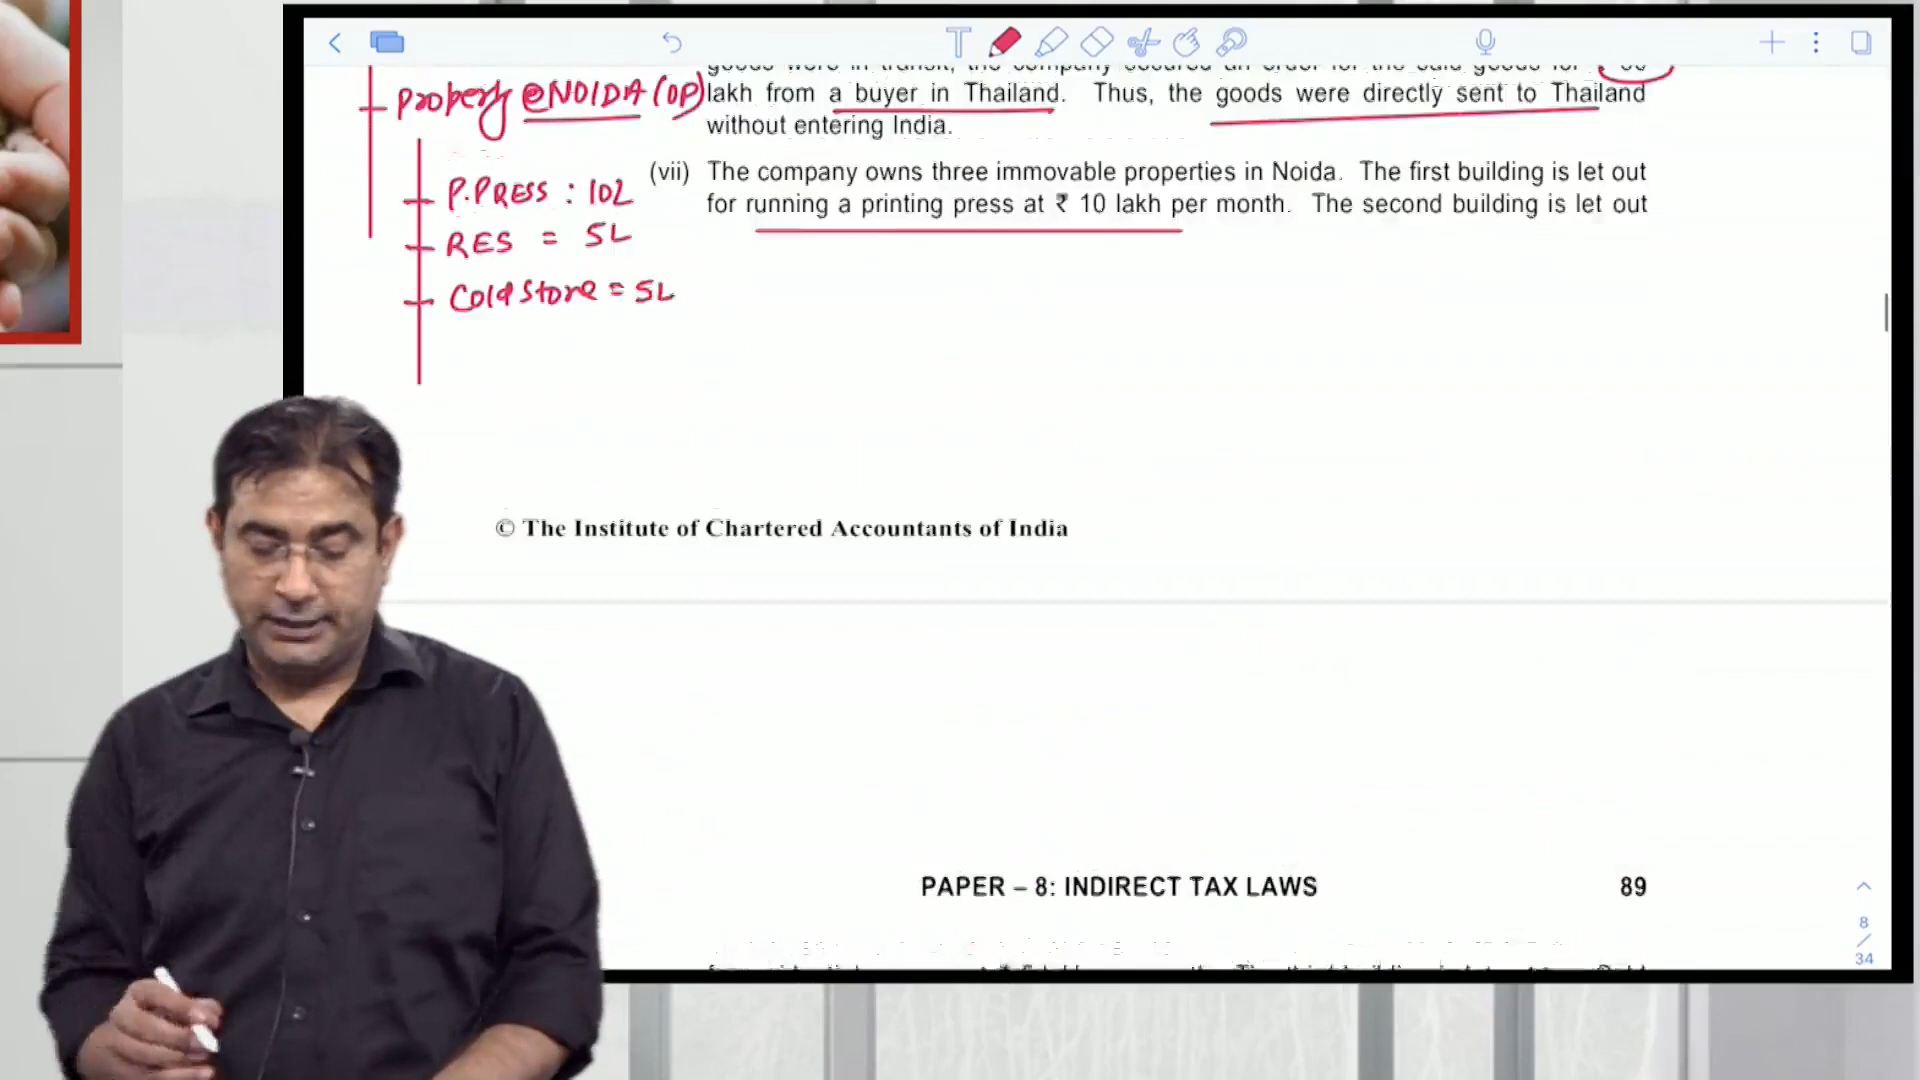 lakh from a buyer in Thailand. Thus, the goods were directly sent to Thailand
without entering India.
Property @NOIDA (OP)
P.PRESS : 10L
RES = 5L
Cold Store = 5L
(vii) The company owns three immovable properties in Noida. The first building is let out
for running a printing press at ₹ 10 lakh per month. The second building is let out
© The Institute of Chartered Accountants of India
PAPER – 8: INDIRECT TAX LAWS 89
8
/
34